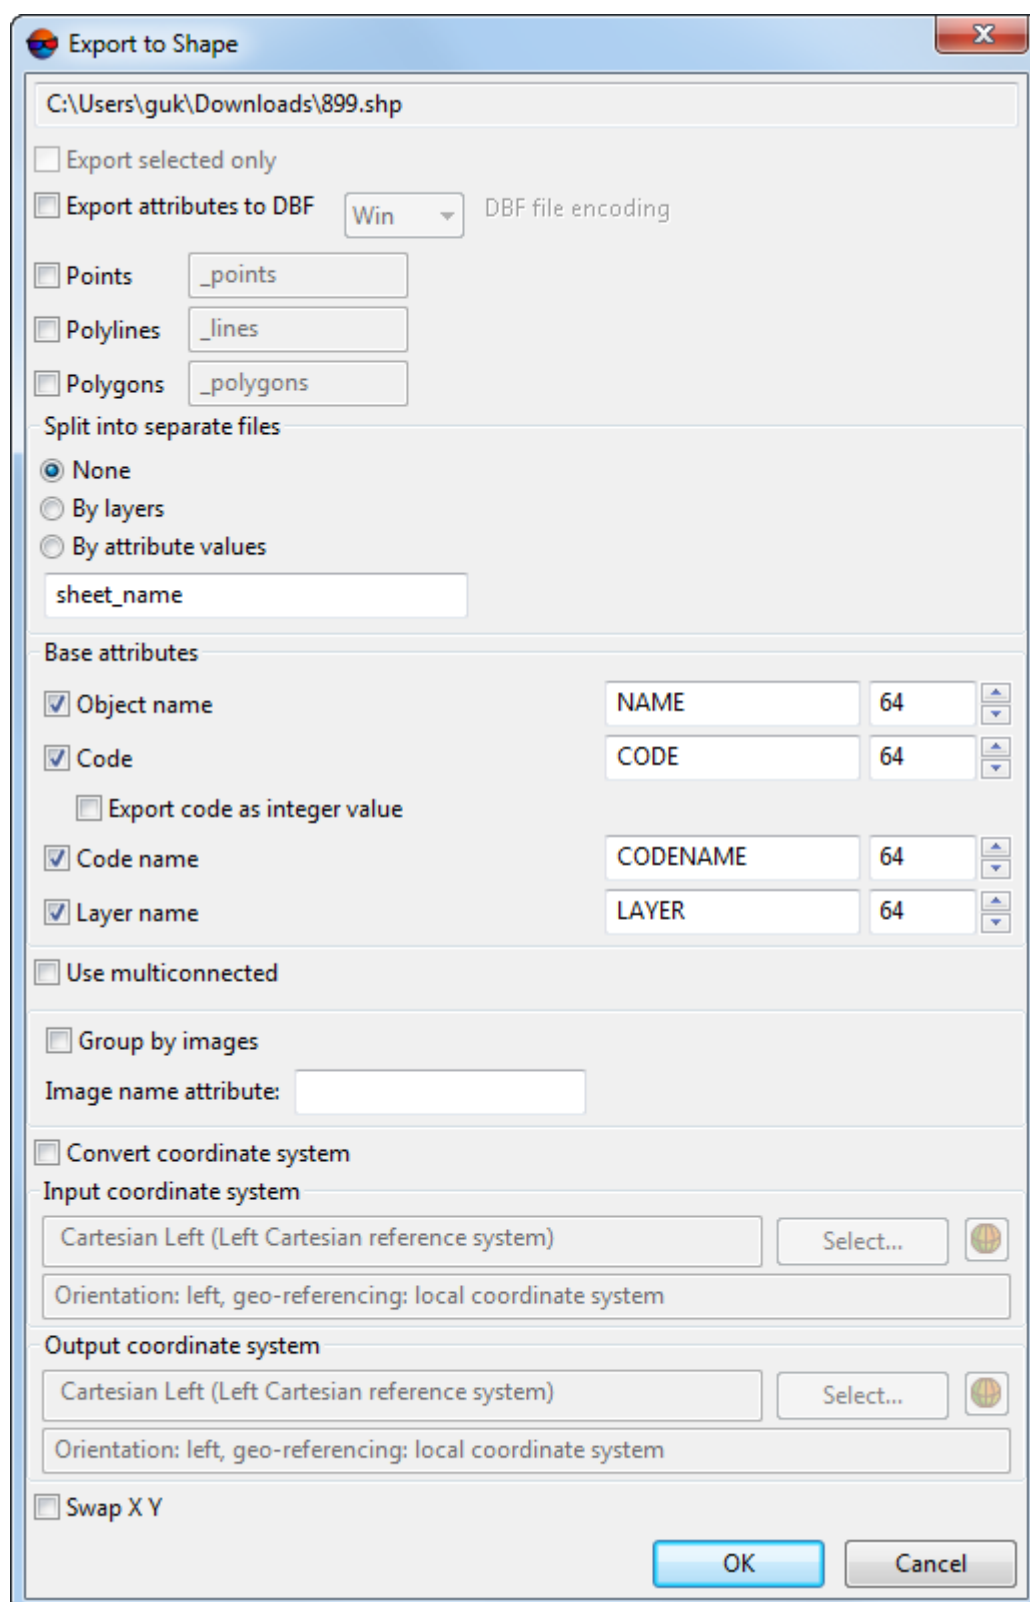 Export to Shape
C:\Users\guk\Downloads\899.shp
Export selected only
Export attributes to DBF Win DBF file encoding
Points _points
Polylines _lines
Polygons _polygons
Split into separate files
None
By layers
By attribute values
sheet_name
Base attributes
Object name NAME 64
Code CODE 64
Export code as integer value
Code name CODENAME 64
Layer name LAYER 64
Use multiconnected
Group by images
Image name attribute:
Convert coordinate system
Input coordinate system
Cartesian Left (Left Cartesian reference system) Select...
Orientation: left, geo-referencing: local coordinate system
Output coordinate system
Cartesian Left (Left Cartesian reference system) Select...
Orientation: left, geo-referencing: local coordinate system
Swap X Y
OK Cancel